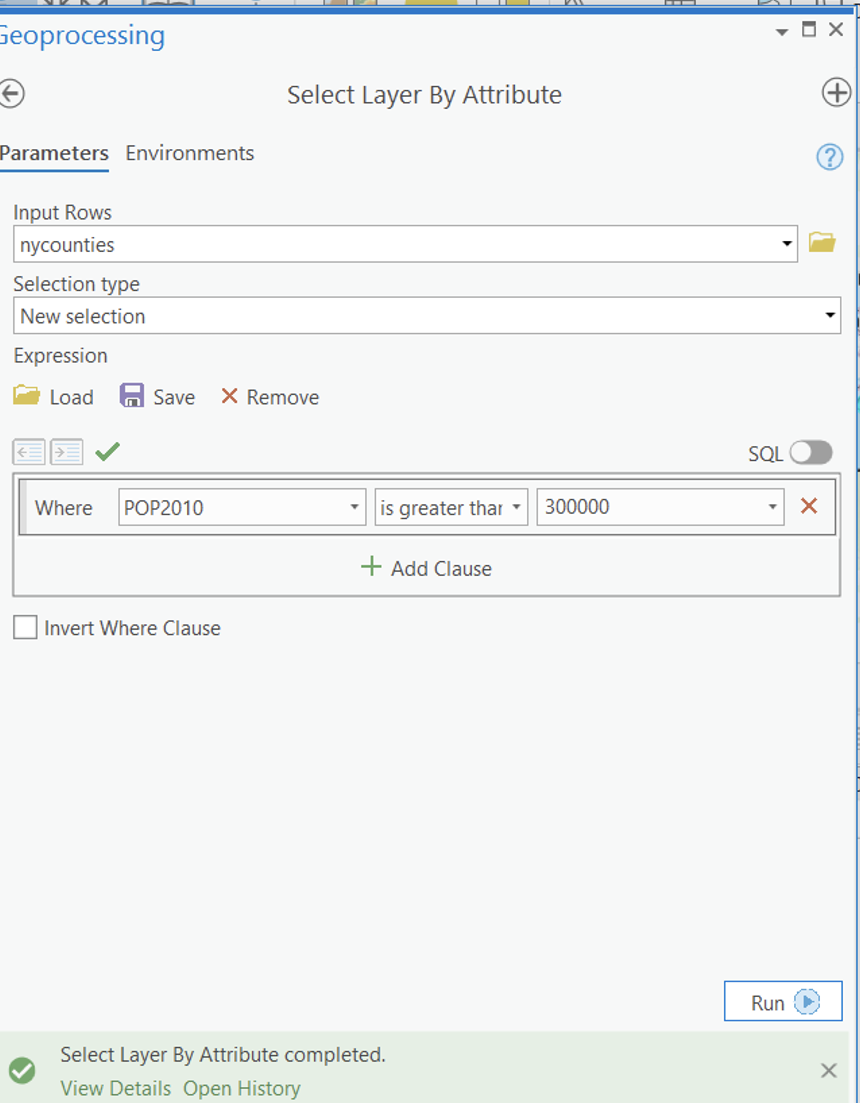 Geoprocessing
Select Layer By Attribute
Parameters Environments
?
Input Rows
nycounties
Selection type
New selection
Expression
Load Save Remove
SQL
Where POP2010 is greater than 300000
Add Clause
Invert Where Clause
Run
Select Layer By Attribute completed.
View Details Open History